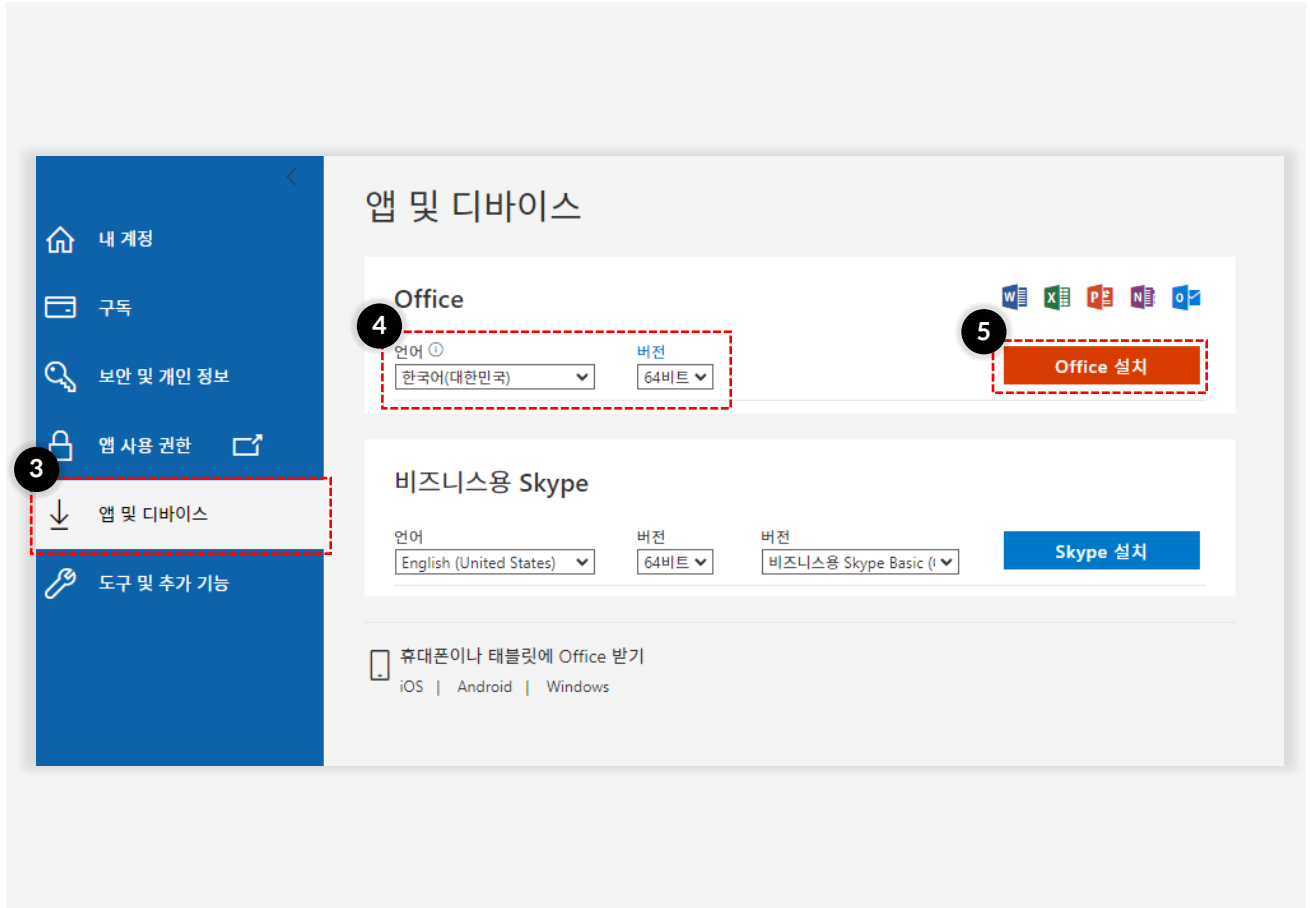 내 계정
구독
보안 및 개인 정보
앱 사용 권한
3
앱 및 디바이스
도구 및 추가 기능
앱 및 디바이스
Office
W X P N O
4
언어 버전
한국어(대한민국) 64비트
5
Office 설치
비즈니스용 Skype
언어 버전 버전
English (United States) 64비트 비즈니스용 Skype Basic (
Skype 설치
휴대폰이나 태블릿에 Office 받기
iOS | Android | Windows